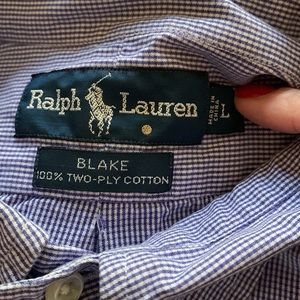 Ralph Lauren
MADE IN
CHINA
L
BLAKE
100% TWO-PLY COTTON